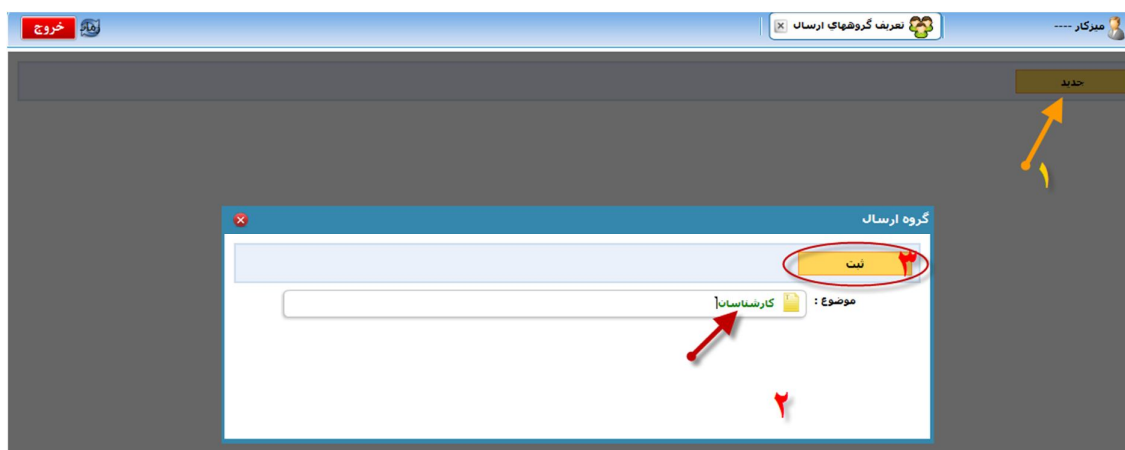 میزکار ---- تعریف گروههای ارسال خروج
جدید
۱
گروه ارسال
ثبت ۳
موضوع : کارشناسان
۲